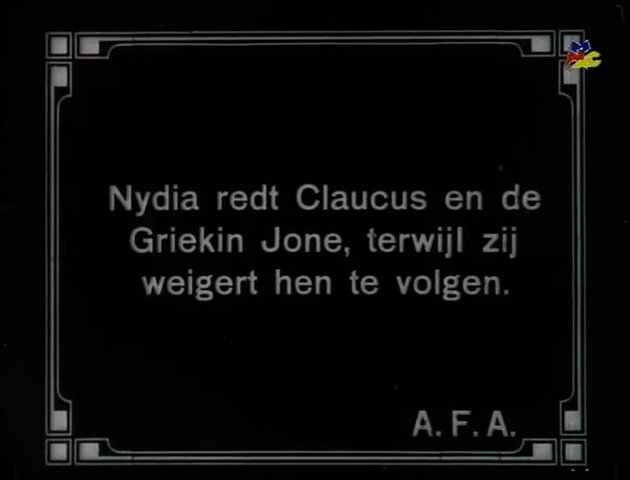 Nydia redt Claucus en de
Griekin Jone, terwijl zij
weigert hen te volgen.
A. F. A.